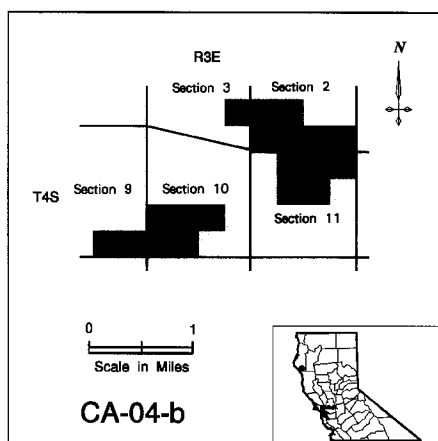 R3E
N
Section 3 Section 2
Section 9 Section 10
T4S
Section 11
0 1
Scale in Miles
CA-04-b